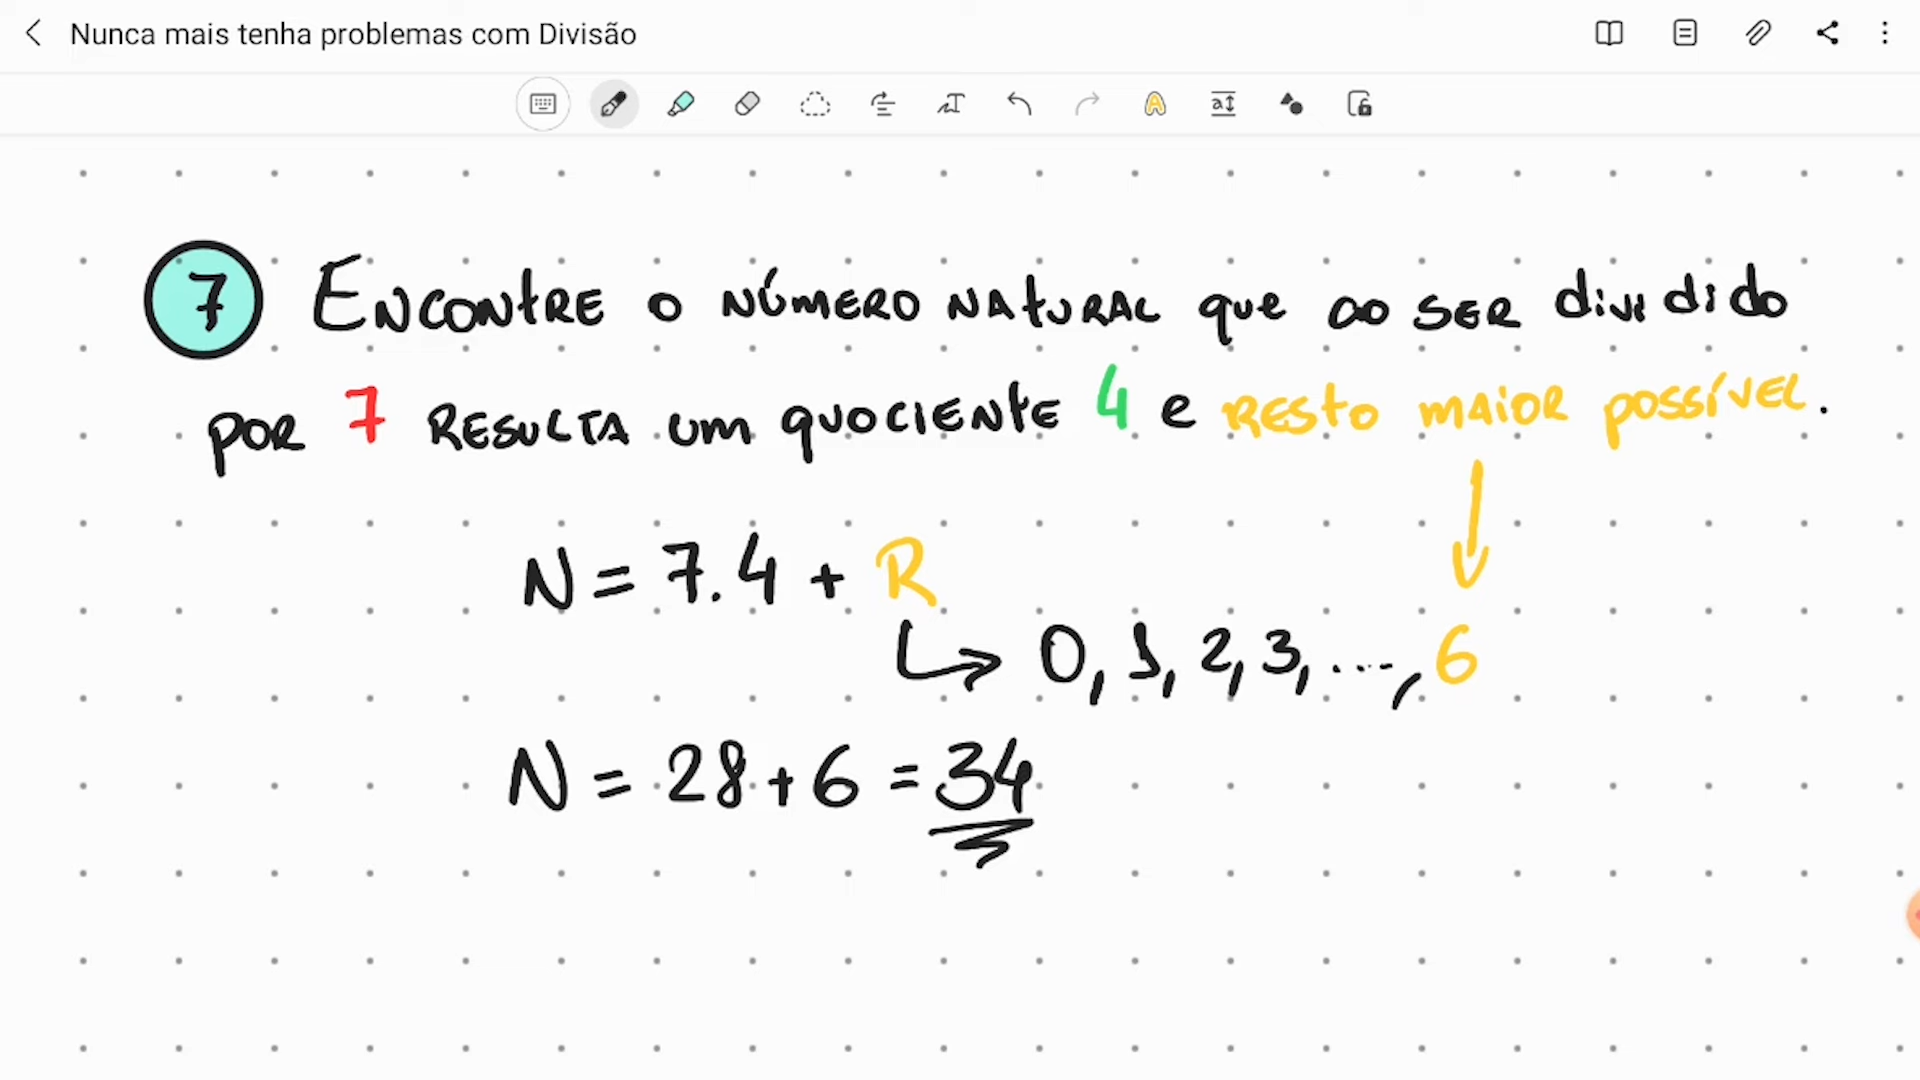 Nunca mais tenha problemas com Divisão
7 Encontre o número natural que ao ser dividido
por 7 resulta um quociente 4 e resto maior possível.
N = 7.4 + R
0, 1, 2, 3, ..., 6
N = 28 + 6 = 34